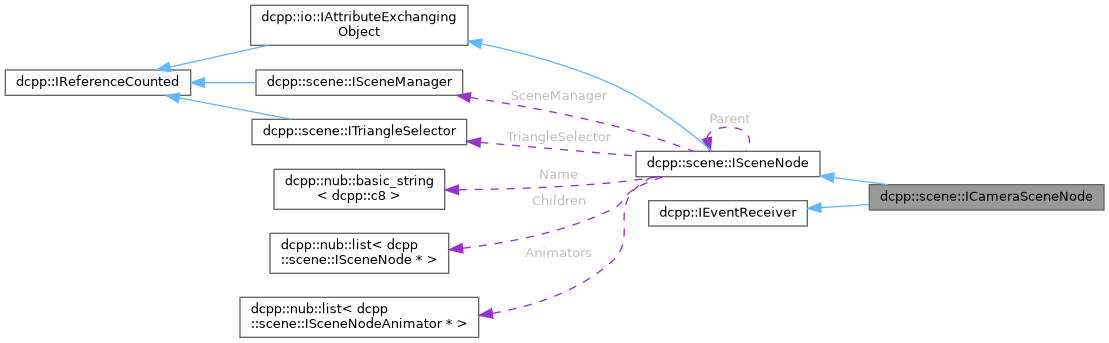 dcpp::io::IAttributeExchanging
Object
dcpp::IReferenceCounted
dcpp::scene::ISceneManager
SceneManager
Parent
dcpp::scene::ITriangleSelector
TriangleSelector
dcpp::scene::ISceneNode
dcpp::nub::basic_string
< dcpp::c8 >
Name
Children
dcpp::scene::ICameraSceneNode
dcpp::IEventReceiver
dcpp::nub::list< dcpp
::scene::ISceneNode * >
Animators
dcpp::nub::list< dcpp
::scene::ISceneNodeAnimator * >